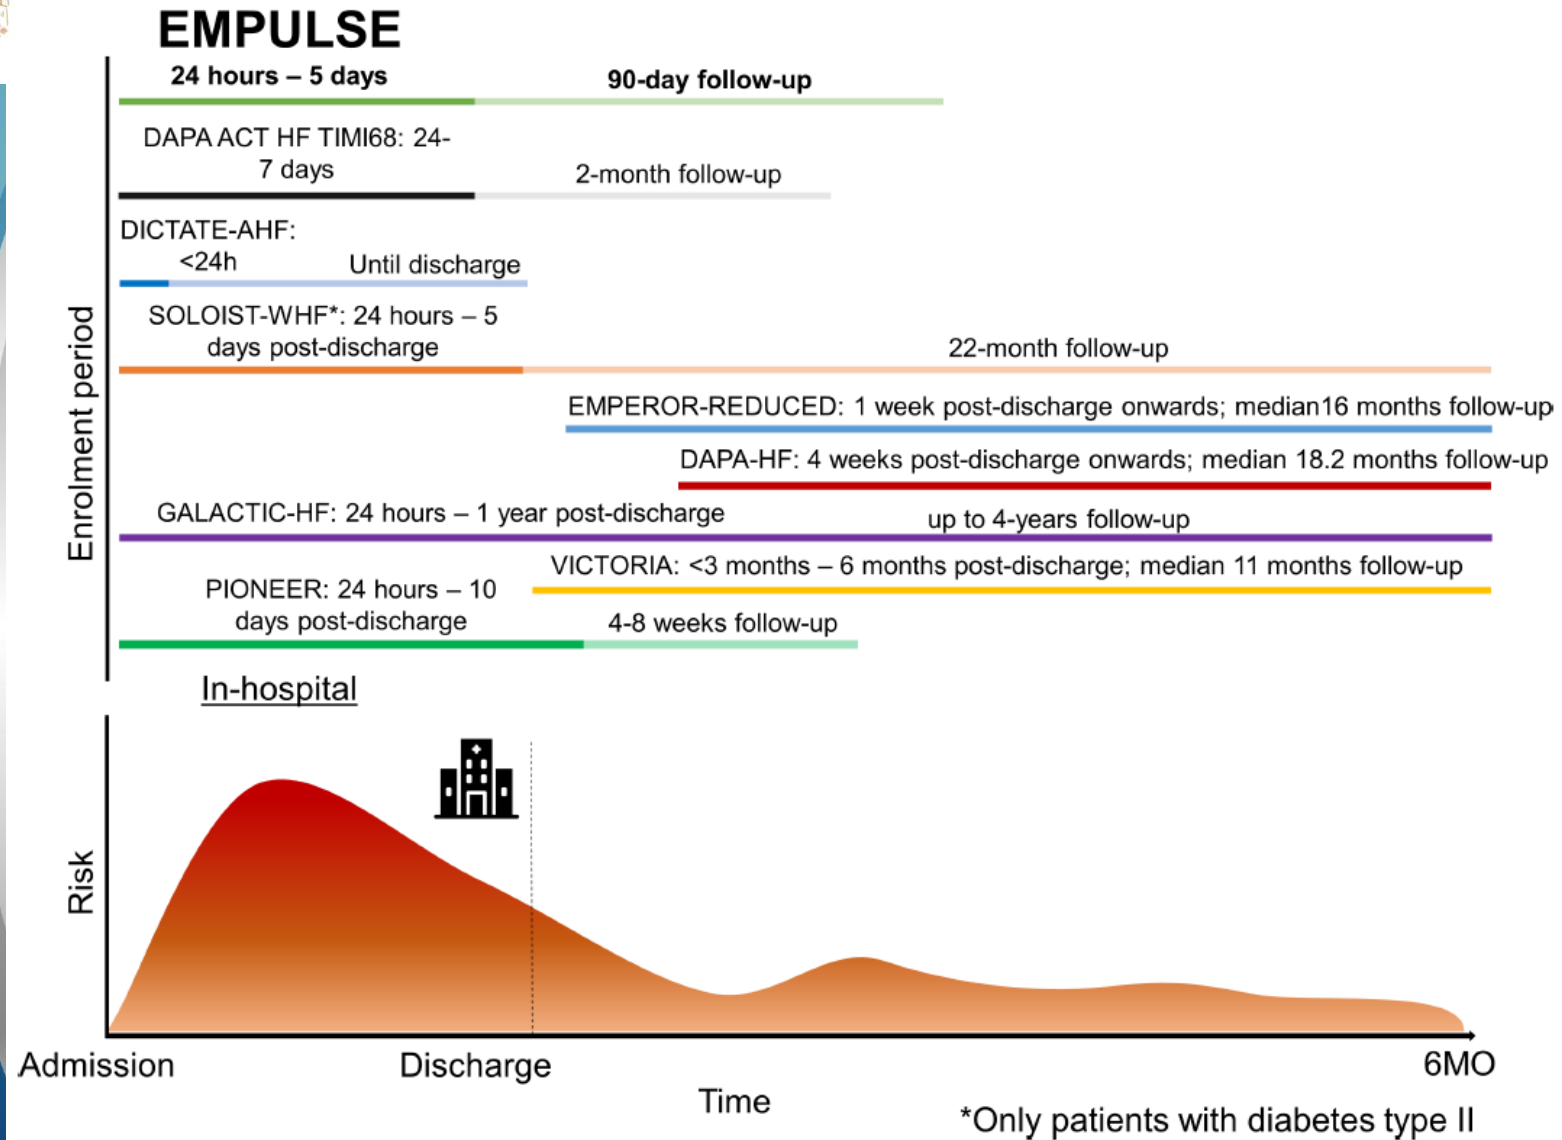 EMPULSE
24 hours – 5 days
90-day follow-up
DAPA ACT HF TIMI68: 24-
7 days
2-month follow-up
DICTATE-AHF:
<24h
Until discharge
SOLOIST-WHF*: 24 hours – 5
days post-discharge
22-month follow-up
EMPEROR-REDUCED: 1 week post-discharge onwards; median16 months follow-up
DAPA-HF: 4 weeks post-discharge onwards; median 18.2 months follow-up
GALACTIC-HF: 24 hours – 1 year post-discharge
up to 4-years follow-up
VICTORIA: <3 months – 6 months post-discharge; median 11 months follow-up
PIONEER: 24 hours – 10
days post-discharge
4-8 weeks follow-up
Enrolment period
In-hospital
Risk
Admission
Discharge
6MO
Time
*Only patients with diabetes type II